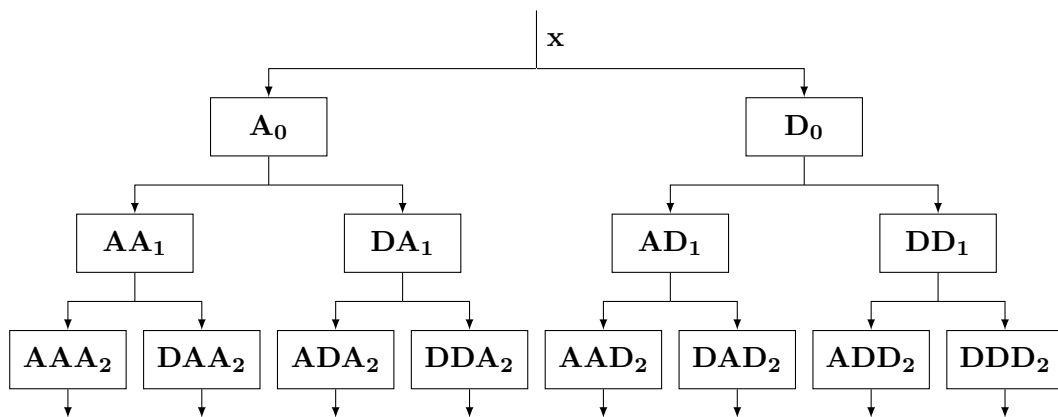 x
A₀ D₀
AA₁ DA₁ AD₁ DD₁
AAA₂ DAA₂ ADA₂ DDA₂ AAD₂ DAD₂ ADD₂ DDD₂